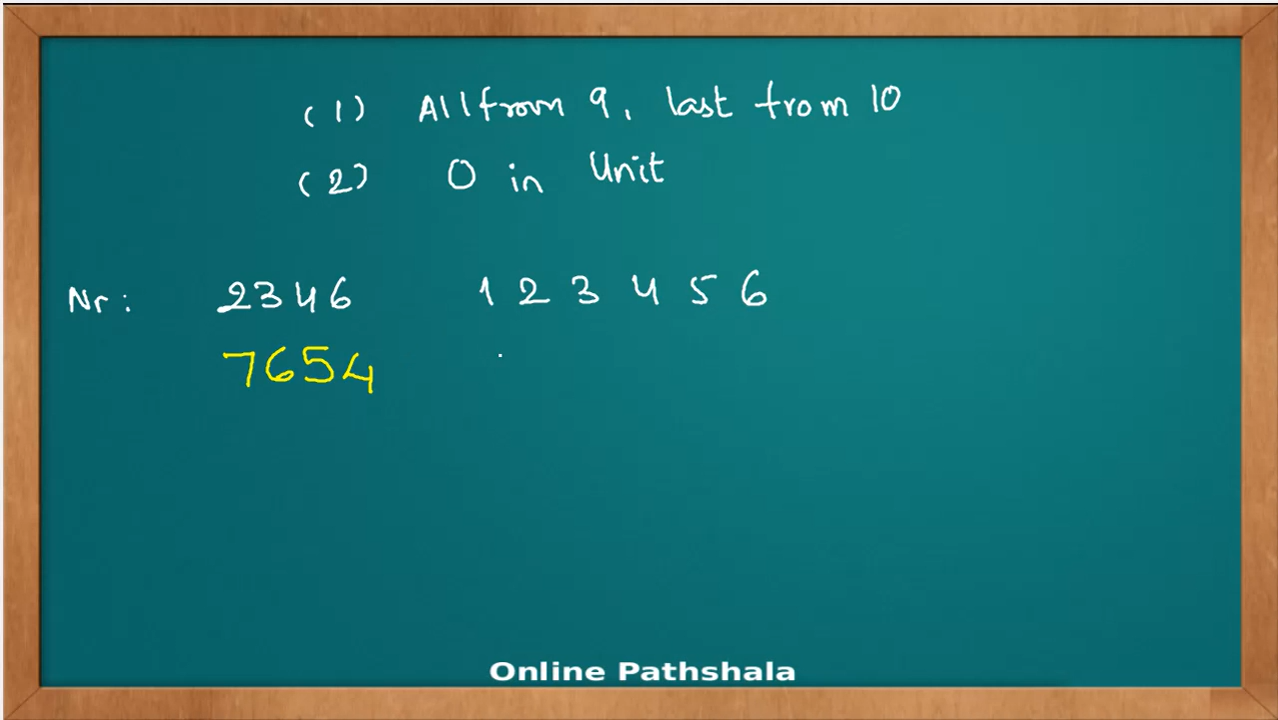 (1) All from 9, last from 10
(2) 0 in Unit
Nr: 2346 1 2 3 4 5 6
7654
Online Pathshala